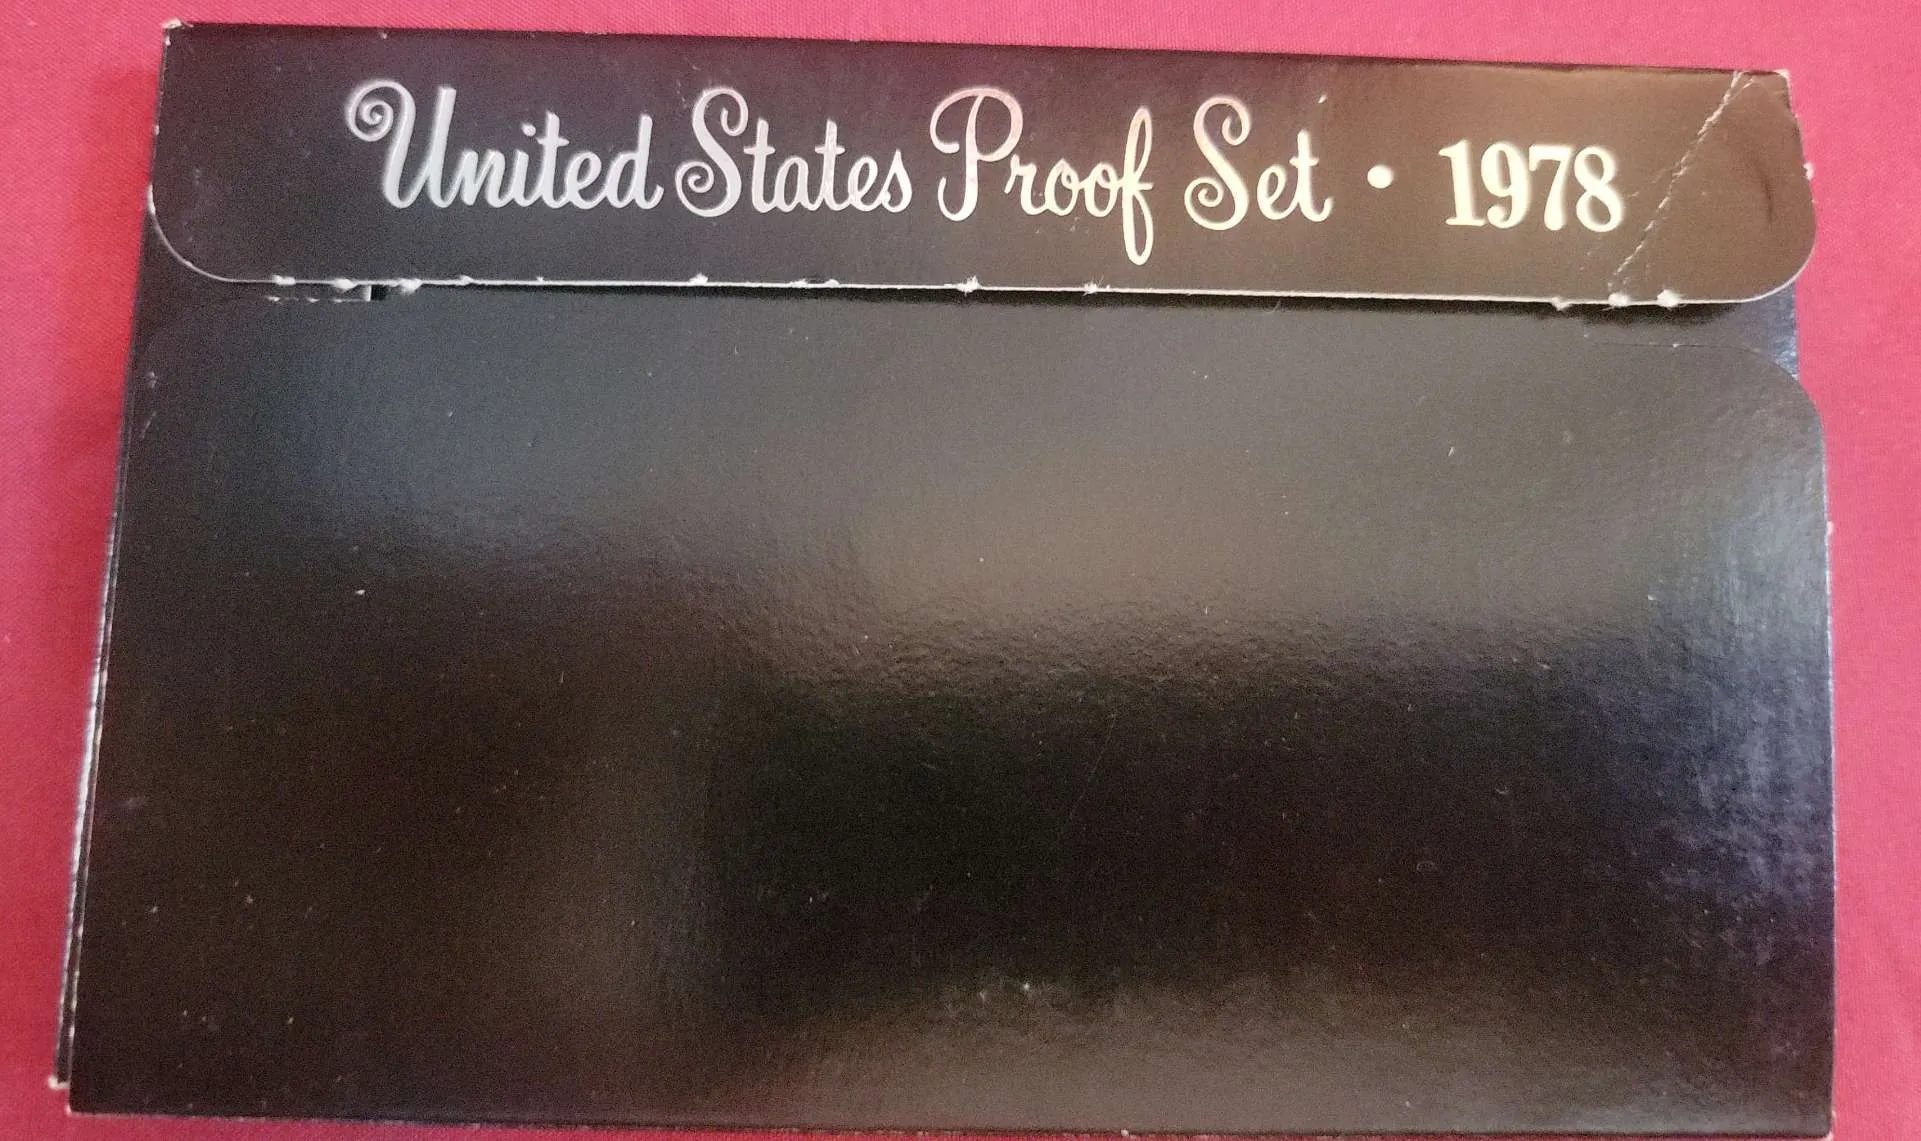 United States Proof Set • 1978